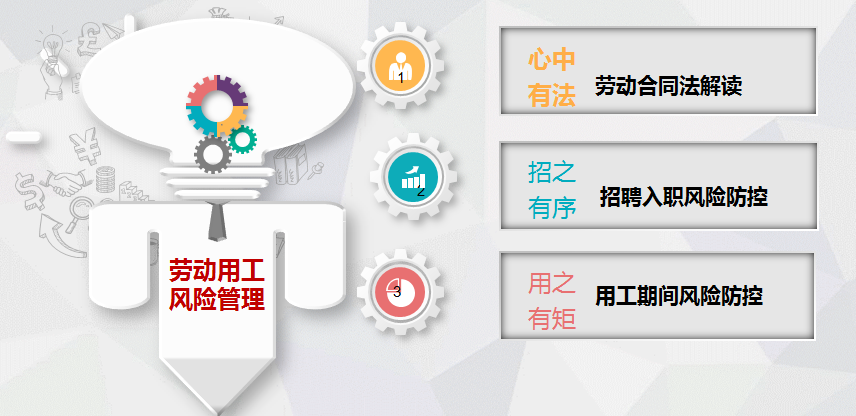 劳动用工
风险管理
1
心中
有法
劳动合同法解读
2
招之
有序
招聘入职风险防控
3
用之
有矩
用工期间风险防控